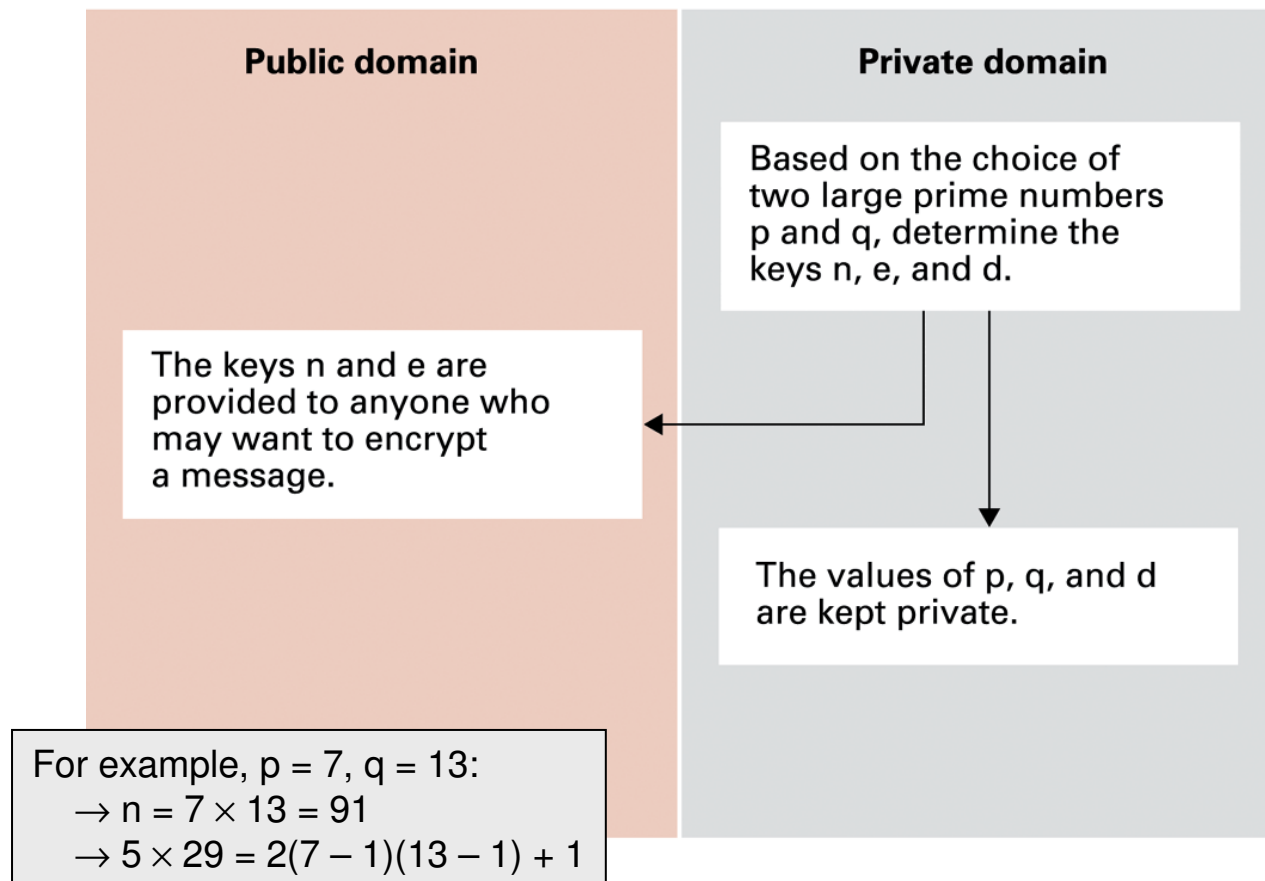 Public domain
Private domain
Based on the choice of
two large prime numbers
p and q, determine the
keys n, e, and d.
The keys n and e are
provided to anyone who
may want to encrypt
a message.
The values of p, q, and d
are kept private.
For example, p = 7, q = 13:
→ n = 7 × 13 = 91
→ 5 × 29 = 2(7 – 1)(13 – 1) + 1